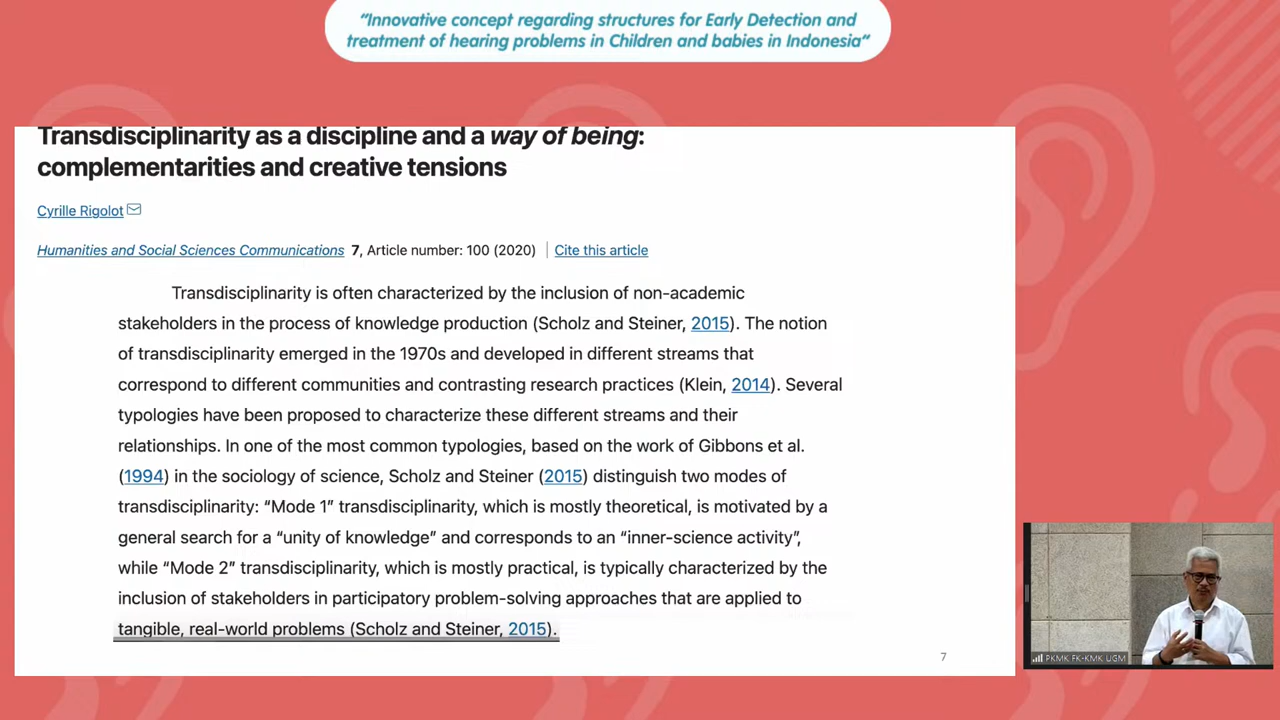 "Innovative concept regarding structures for Early Detection and
treatment of hearing problems in Children and babies in Indonesia"
Transdisciplinarity as a discipline and a way of being:
complementarities and creative tensions
Cyrille Rigolot
Humanities and Social Sciences Communications 7, Article number: 100 (2020) | Cite this article
Transdisciplinarity is often characterized by the inclusion of non-academic
stakeholders in the process of knowledge production (Scholz and Steiner, 2015). The notion
of transdisciplinarity emerged in the 1970s and developed in different streams that
correspond to different communities and contrasting research practices (Klein, 2014). Several
typologies have been proposed to characterize these different streams and their
relationships. In one of the most common typologies, based on the work of Gibbons et al.
(1994) in the sociology of science, Scholz and Steiner (2015) distinguish two modes of
transdisciplinarity: “Mode 1” transdisciplinarity, which is mostly theoretical, is motivated by a
general search for a “unity of knowledge” and corresponds to an “inner-science activity”,
while “Mode 2” transdisciplinarity, which is mostly practical, is typically characterized by the
inclusion of stakeholders in participatory problem-solving approaches that are applied to
tangible, real-world problems (Scholz and Steiner, 2015).
7
PKMK FK-KMK UGM